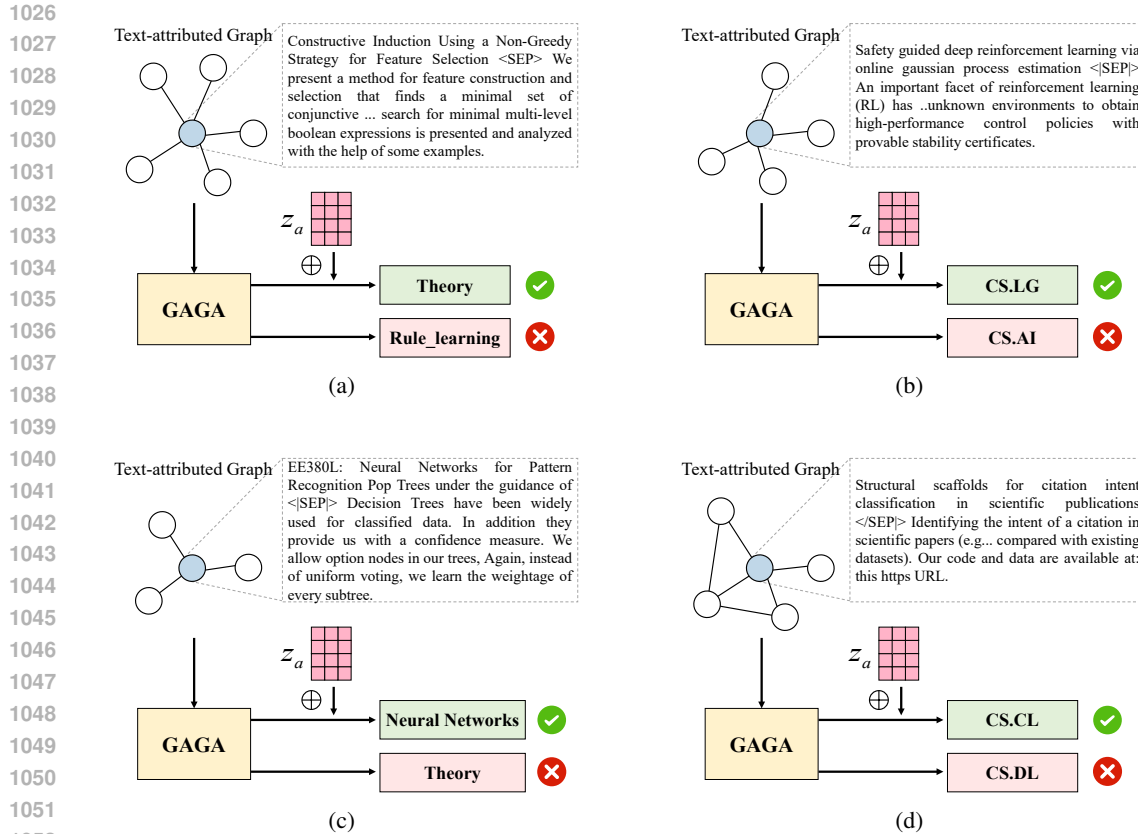 1026
1027
1028
1029
1030
1031
1032
1033
1034
1035
1036
1037
1038
1039
1040
1041
1042
1043
1044
1045
1046
1047
1048
1049
1050
1051
Text-attributed Graph
Constructive Induction Using a Non-Greedy
Strategy for Feature Selection <SEP> We
present a method for feature construction and
selection that finds a minimal set of
conjunctive ... search for minimal multi-level
boolean expressions is presented and analyzed
with the help of some examples.
z_a
GAGA
Theory
Rule_learning
(a)
Text-attributed Graph
Safety guided deep reinforcement learning via
online gaussian process estimation <|SEP|>
An important facet of reinforcement learning
(RL) has ..unknown environments to obtain
high-performance control policies with
provable stability certificates.
z_a
GAGA
CS.LG
CS.AI
(b)
Text-attributed Graph
EE380L: Neural Networks for Pattern
Recognition Pop Trees under the guidance of
<|SEP|> Decision Trees have been widely
used for classified data. In addition they
provide us with a confidence measure. We
allow option nodes in our trees, Again, instead
of uniform voting, we learn the weightage of
every subtree.
z_a
GAGA
Neural Networks
Theory
(c)
Text-attributed Graph
Structural scaffolds for citation intent
classification in scientific publications
</SEP|> Identifying the intent of a citation in
scientific papers (e.g... compared with existing
datasets). Our code and data are available at:
this https URL.
z_a
GAGA
CS.CL
CS.DL
(d)